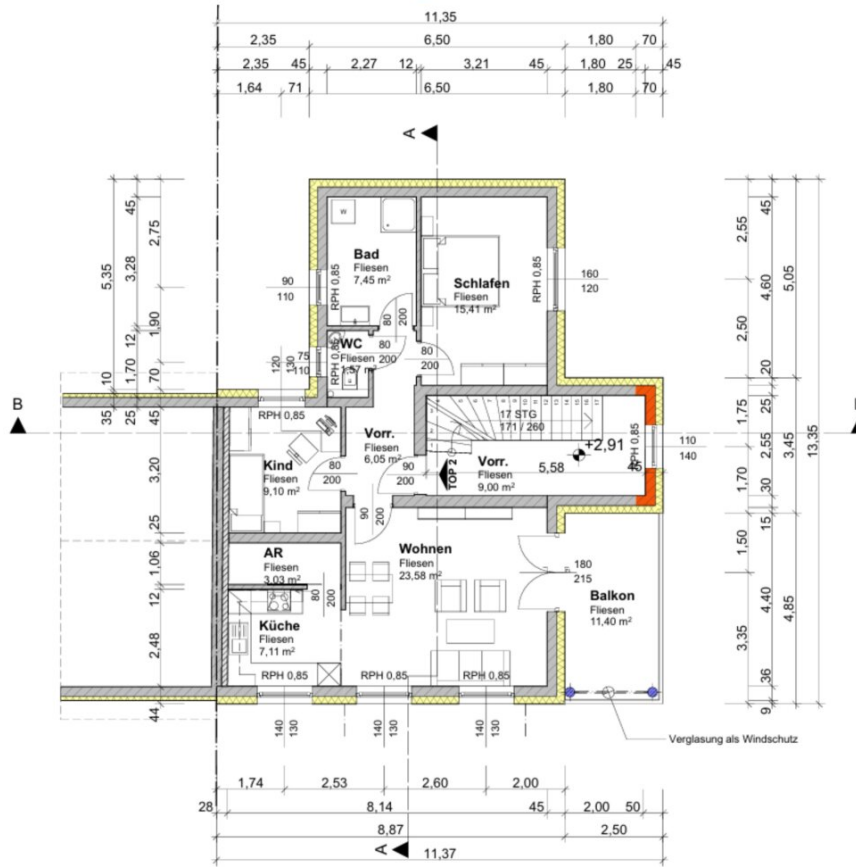 11,35
2,35 6,50 1,80 70
2,35 45 2,27 12 3,21 45 1,80 25 45
1,64 71 6,50 1,80 70
A
5,35
45 3,28 12 1,70 10 25 35
2,75 1,90 70 45 3,20 25 1,06 12 2,48 44
2,55 2,50 20 1,75 1,70 1,50 3,35
45 4,60 25 2,55 30 15 4,40 36 9
5,05 3,45 4,85
13,35
W
Bad
Fliesen
7,45 m²
RPH 0,85
90
110
80
200
Schlafen
Fliesen
15,41 m²
RPH 0,85
160
120
WC
Fliesen
1,57 m²
RPH 0,85
75
110
80
200
80
200
120
130
B
RPH 0,85
Kind
Fliesen
9,10 m²
80
200
Vorr.
Fliesen
6,05 m²
90
200
90
200
17 STG
171 / 260
TOP 2
Vorr.
Fliesen
9,00 m²
5,58 45
+2,91
RPH 0,85
110
140
AR
Fliesen
3,03 m²
80
200
Wohnen
Fliesen
23,58 m²
180
215
Balkon
Fliesen
11,40 m²
Küche
Fliesen
7,11 m²
RPH 0,85 RPH 0,85 RPH 0,85
140
130
140
130
140
130
Verglasung als Windschutz
1,74 2,53 2,60 2,00
28 8,14 45 2,00 50
8,87 2,50
A
11,37